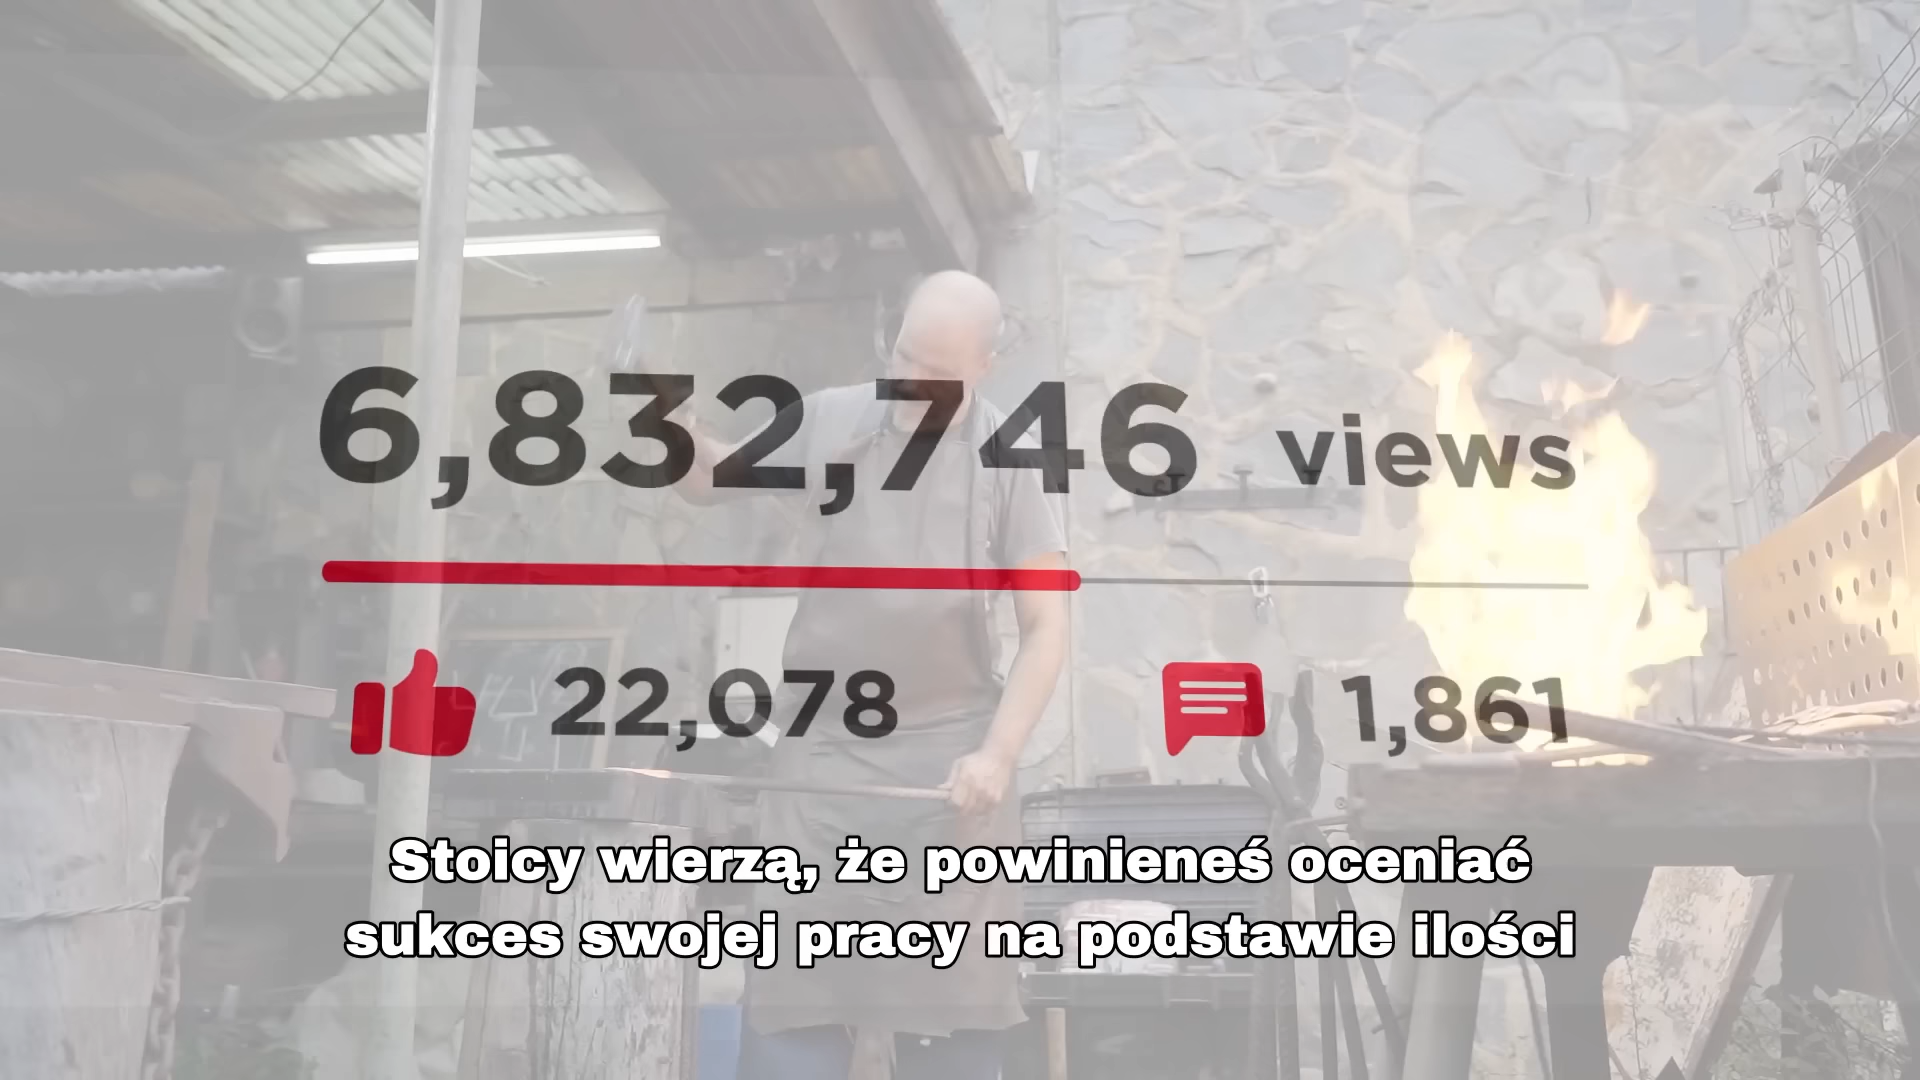 6,832,746 views
22,078 1,861
Stoicy wierzą, że powinieneś oceniać
sukces swojej pracy na podstawie ilości